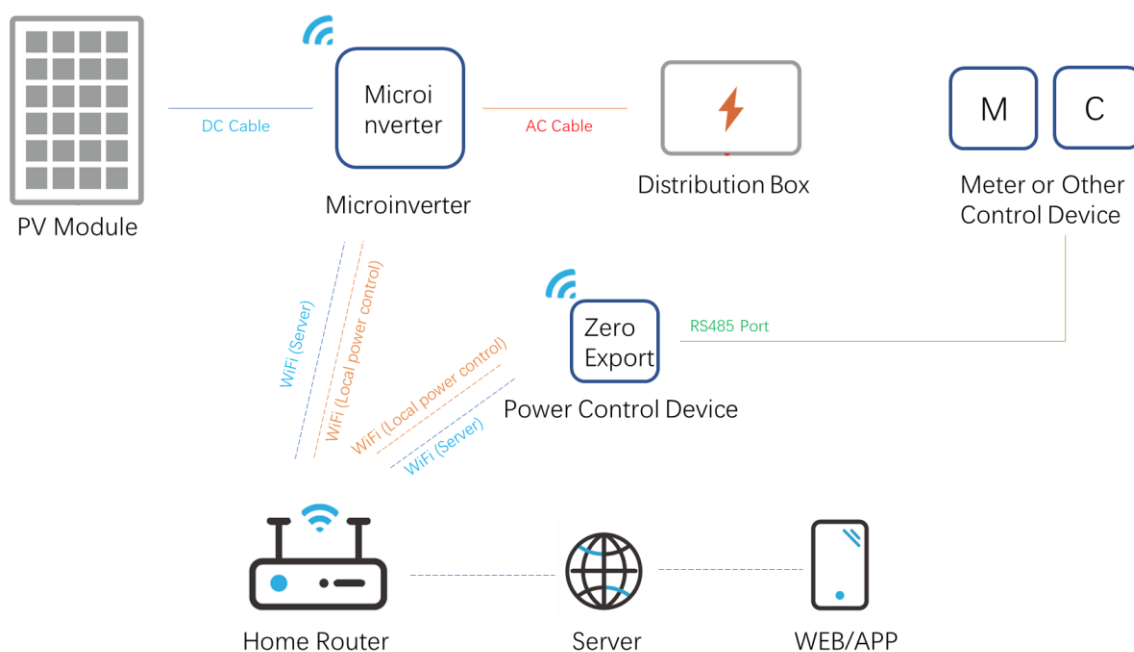 Microi
nverter
M
C
DC Cable
AC Cable
PV Module
Microinverter
Distribution Box
Meter or Other
Control Device
WiFi (Server)
WiFi (Local power control)
WiFi (Local power control)
WiFi (Server)
Zero
Export
RS485 Port
Power Control Device
Home Router
Server
WEB/APP